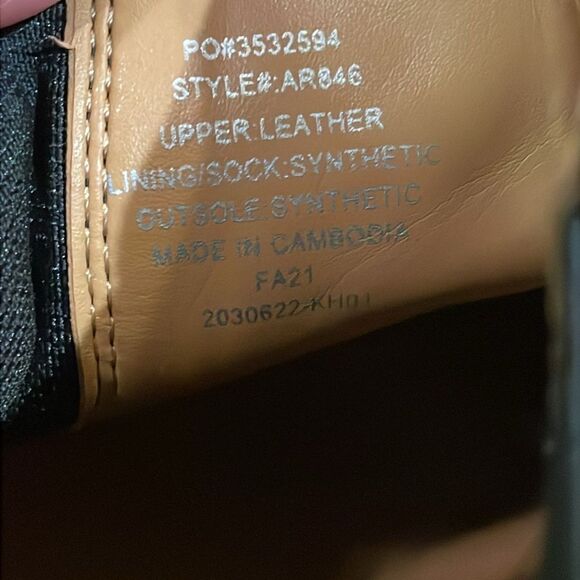 PO#3532594
STYLE#:AR846
UPPER:LEATHER
LINING/SOCK:SYNTHETIC
OUTSOLE:SYNTHETIC
MADE IN CAMBODIA
FA21
2030622-KH01